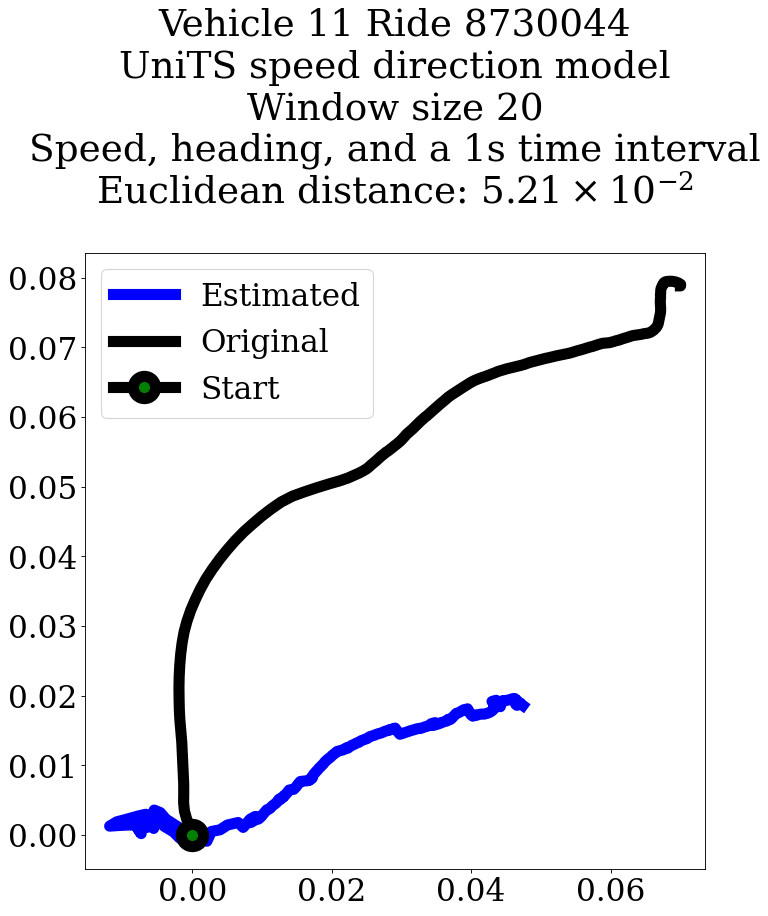 Vehicle 11 Ride 8730044
UniTS speed direction model
Window size 20
Speed, heading, and a 1s time interval
Euclidean distance: 5.21 × 10⁻²
0.08
0.07
0.06
0.05
0.04
0.03
0.02
0.01
0.00
Estimated
Original
Start
0.00 0.02 0.04 0.06